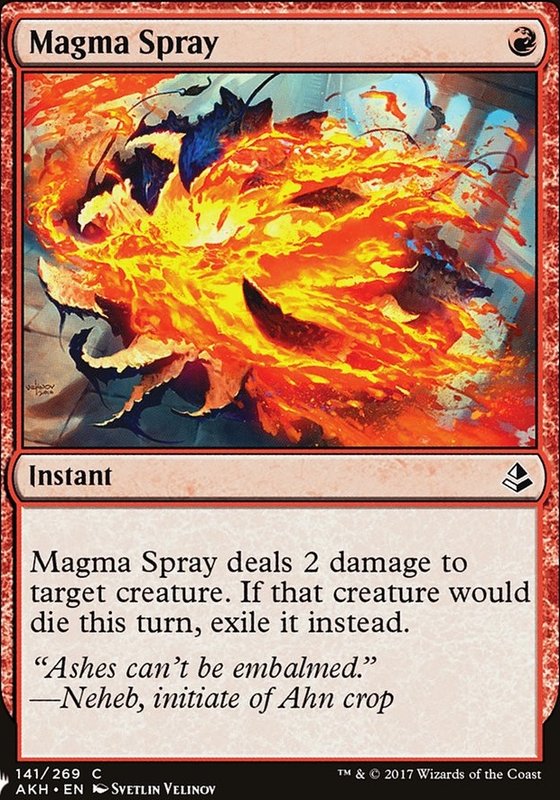 Magma Spray
Instant
Magma Spray deals 2 damage to
target creature. If that creature would
die this turn, exile it instead.
“Ashes can’t be embalmed.”
—Neheb, initiate of Ahn crop
141/269 C
AKH • EN Svetlin Velinov
™ & © 2017 Wizards of the Coast